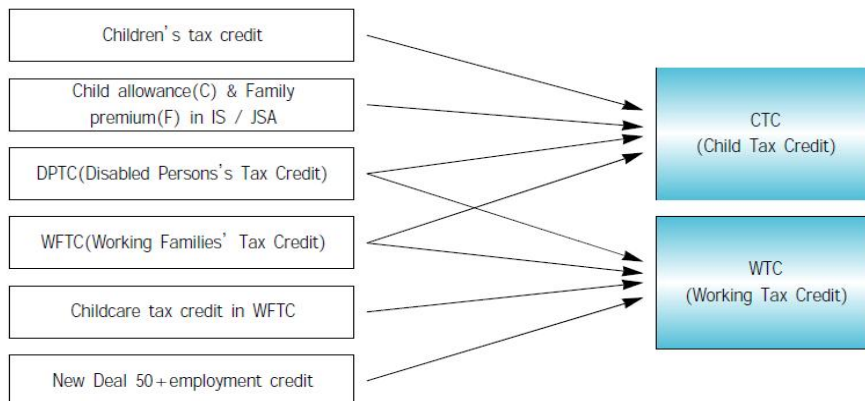 Children's tax credit
Child allowance(C) & Family
premium(F) in IS / JSA
DPTC(Disabled Persons's Tax Credit)
WFTC(Working Families' Tax Credit)
Childcare tax credit in WFTC
New Deal 50+employment credit
CTC
(Child Tax Credit)
WTC
(Working Tax Credit)